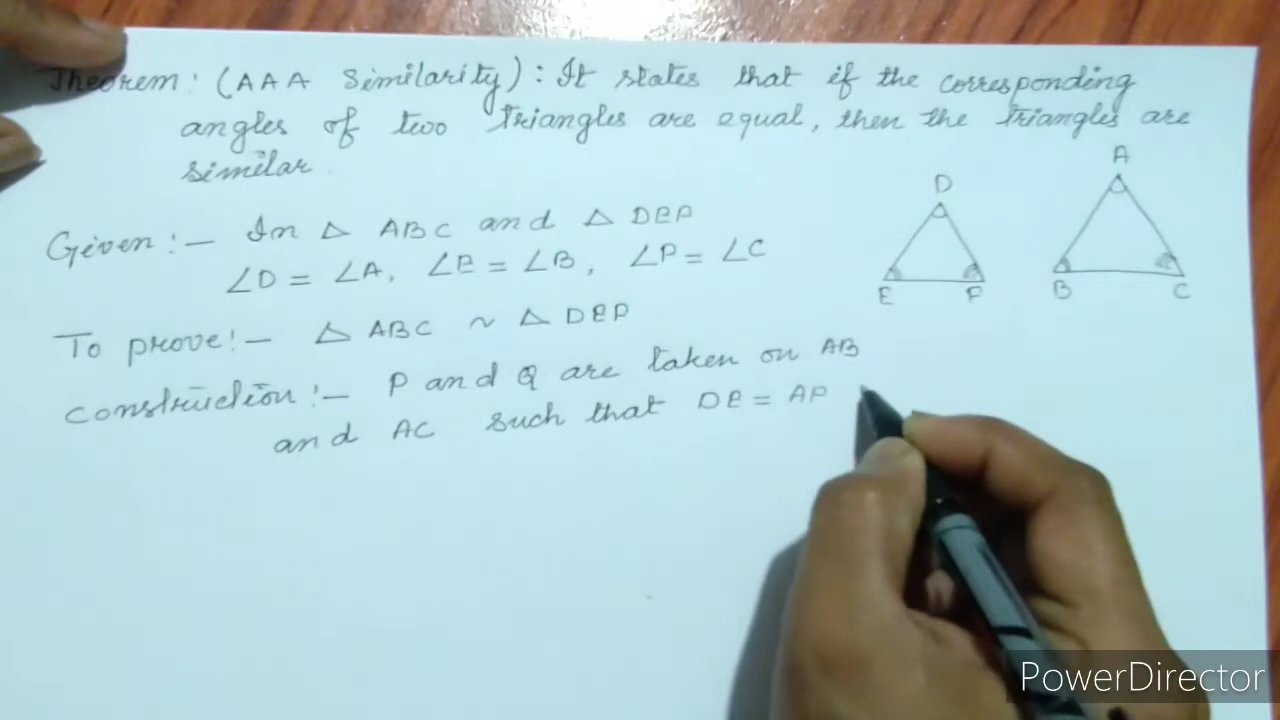 Theorem: (AAA Similarity): It states that if the corresponding
angles of two triangles are equal, then the triangles are
similar.
Given:- In △ ABC and △ DEF
∠D = ∠A, ∠E = ∠B, ∠F = ∠C
To prove:- △ ABC ~ △ DEF
Construction:- P and Q are taken on AB
and AC such that DE = AP
D
E F
A
B C
PowerDirector